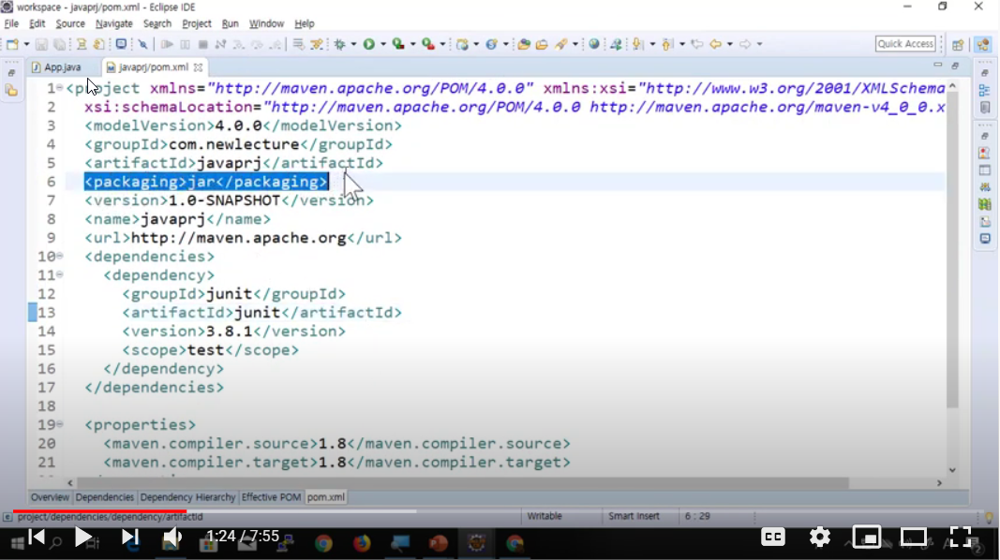 workspace - javaprj/pom.xml - Eclipse IDE
File Edit Source Navigate Search Project Run Window Help
Quick Access
App.java javaprj/pom.xml
1 <project xmlns="http://maven.apache.org/POM/4.0.0" xmlns:xsi="http://www.w3.org/2001/XMLSchema
2 xsi:schemaLocation="http://maven.apache.org/POM/4.0.0 http://maven.apache.org/maven-v4_0_0.x
3 <modelVersion>4.0.0</modelVersion>
4 <groupId>com.newlecture</groupId>
5 <artifactId>javaprj</artifactId>
6 <packaging>jar</packaging>
7 <version>1.0-SNAPSHOT</version>
8 <name>javaprj</name>
9 <url>http://maven.apache.org</url>
10 <dependencies>
11 <dependency>
12 <groupId>junit</groupId>
13 <artifactId>junit</artifactId>
14 <version>3.8.1</version>
15 <scope>test</scope>
16 </dependency>
17 </dependencies>
18
19 <properties>
20 <maven.compiler.source>1.8</maven.compiler.source>
21 <maven.compiler.target>1.8</maven.compiler.target>
Overview Dependencies Dependency Hierarchy Effective POM pom.xml
project/dependencies/dependency/artifactId Writable Smart Insert 6 : 29
1:24 / 7:55 CC